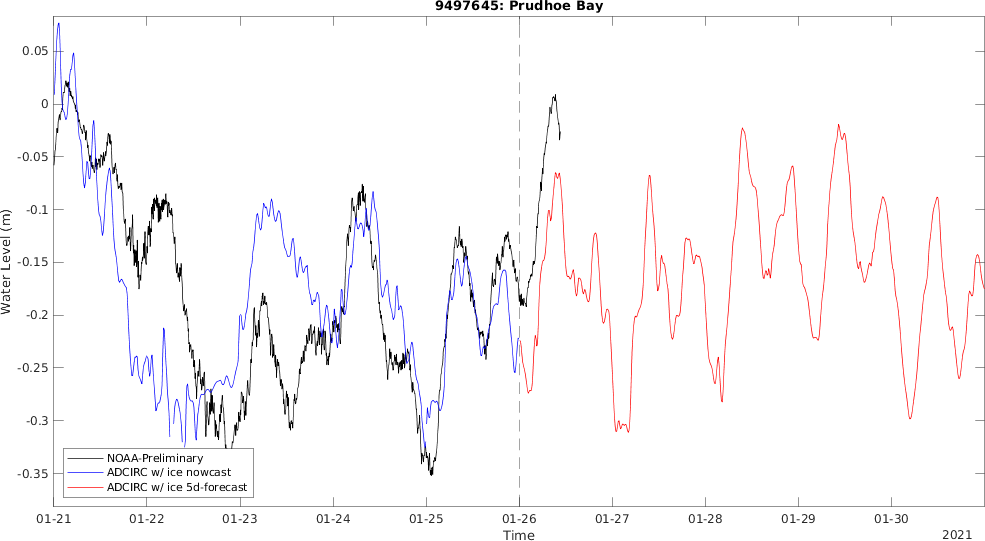 9497645: Prudhoe Bay
Water Level (m)
0.05
0
-0.05
-0.1
-0.15
-0.2
-0.25
-0.3
-0.35
NOAA-Preliminary
ADCIRC w/ ice nowcast
ADCIRC w/ ice 5d-forecast
01-21 01-22 01-23 01-24 01-25 01-26 01-27 01-28 01-29 01-30
Time
2021